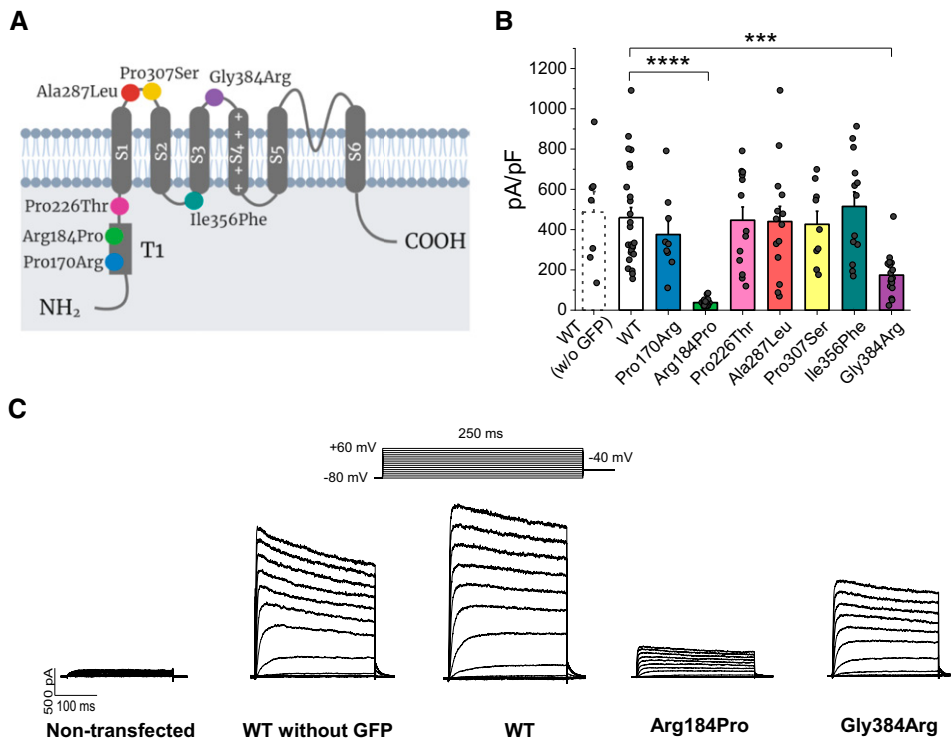 A
Pro307Ser
Gly384Arg
Ala287Leu
S1
S2
S3
S4
+
+
+
+
S5
S6
Pro226Thr
Ile356Phe
Arg184Pro
T1
COOH
Pro170Arg
NH₂
B
***
****
pA/pF
1200
1000
800
600
400
200
0
WT
(w/o GFP)
WT
Pro170Arg
Arg184Pro
Pro226Thr
Ala287Leu
Pro307Ser
Ile356Phe
Gly384Arg
C
250 ms
+60 mV
-40 mV
-80 mV
500 pA
100 ms
Non-transfected
WT without GFP
WT
Arg184Pro
Gly384Arg